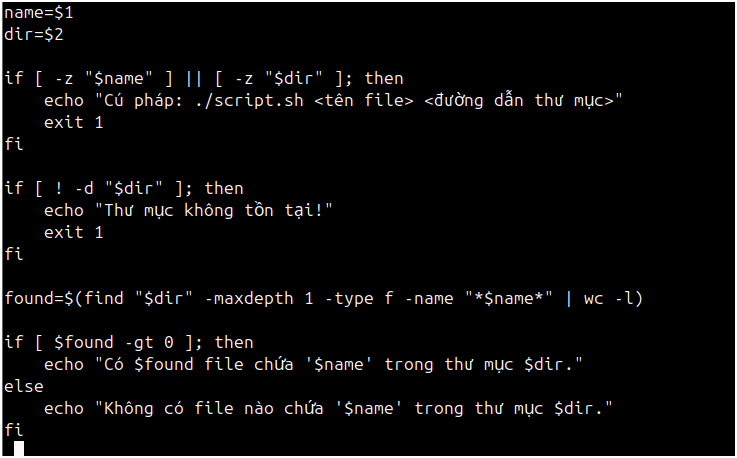 name=$1
dir=$2
if [ -z "$name" ] || [ -z "$dir" ]; then
    echo "Cú pháp: ./script.sh <tên file> <đường dẫn thư mục>"
    exit 1
fi
if [ ! -d "$dir" ]; then
    echo "Thư mục không tồn tại!"
    exit 1
fi
found=$(find "$dir" -maxdepth 1 -type f -name "*$name*" | wc -l)
if [ $found -gt 0 ]; then
    echo "Có $found file chứa '$name' trong thư mục $dir."
else
    echo "Không có file nào chứa '$name' trong thư mục $dir."
fi